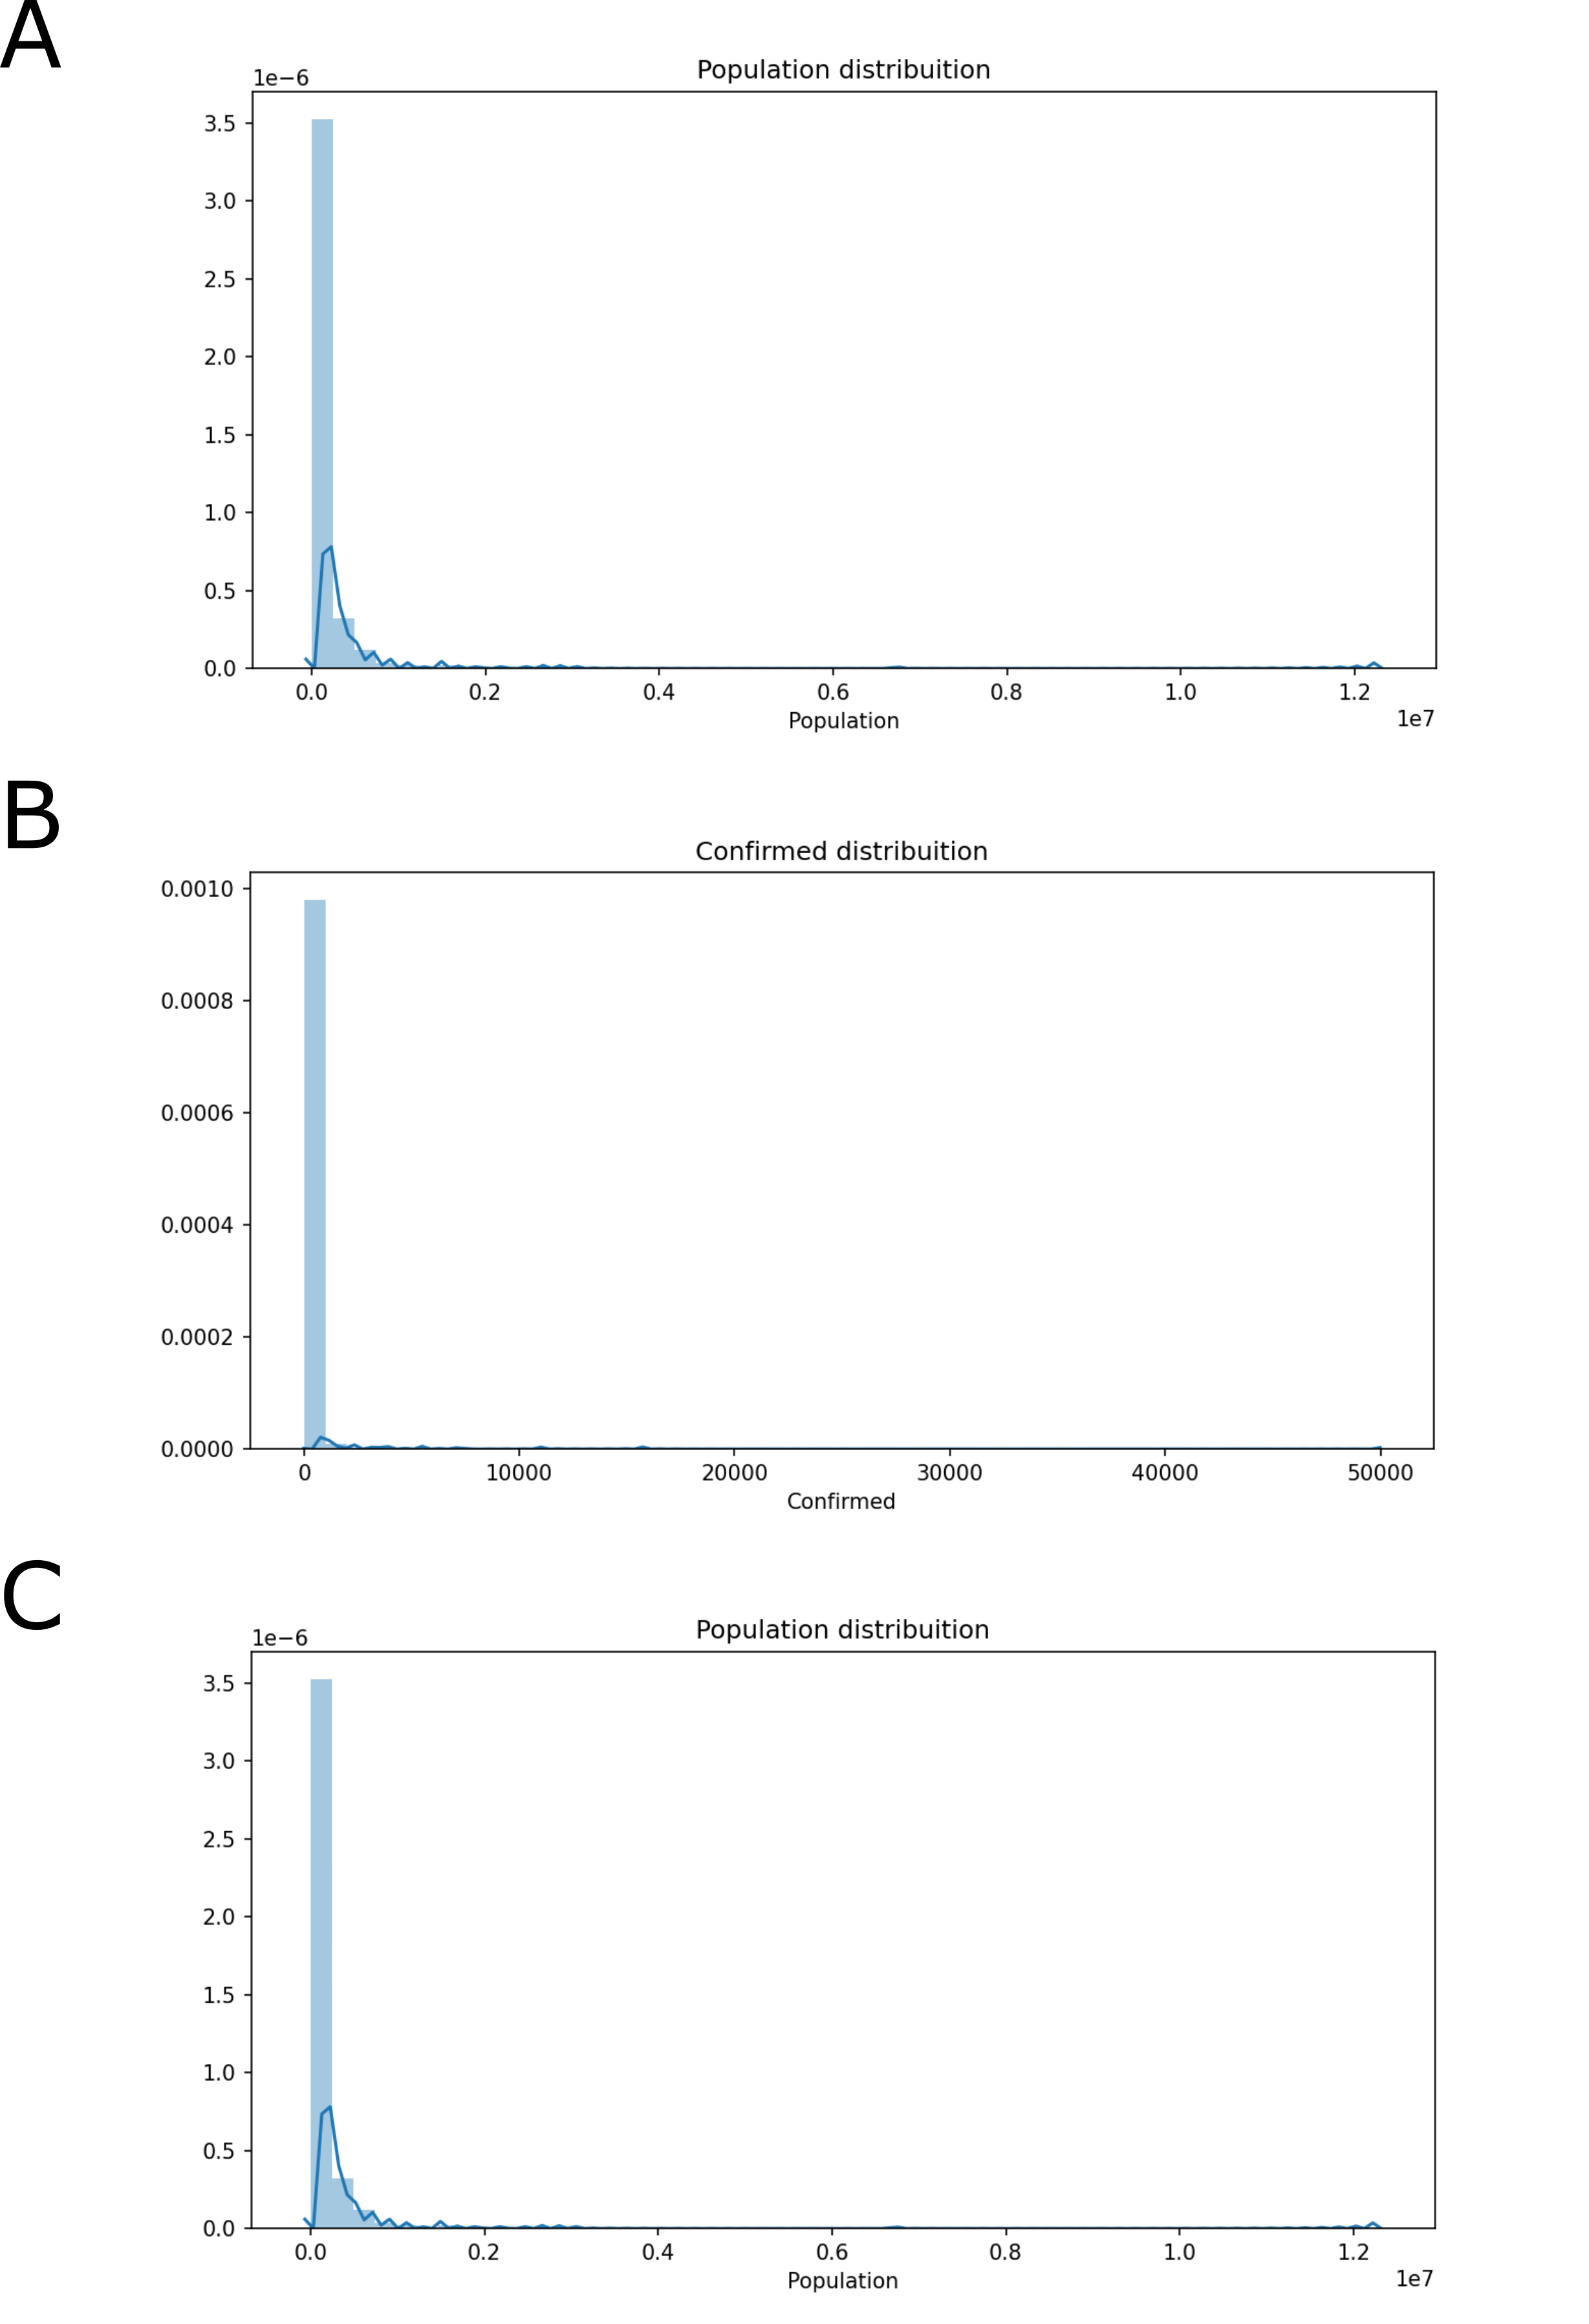 A
Population distribuition
1e−6
3.5
3.0
2.5
2.0
1.5
1.0
0.5
0.0
0.0 0.2 0.4 0.6 0.8 1.0 1.2
Population
1e7
B
Confirmed distribuition
0.0010
0.0008
0.0006
0.0004
0.0002
0.0000
0 10000 20000 30000 40000 50000
Confirmed
C
Population distribuition
1e−6
3.5
3.0
2.5
2.0
1.5
1.0
0.5
0.0
0.0 0.2 0.4 0.6 0.8 1.0 1.2
Population
1e7